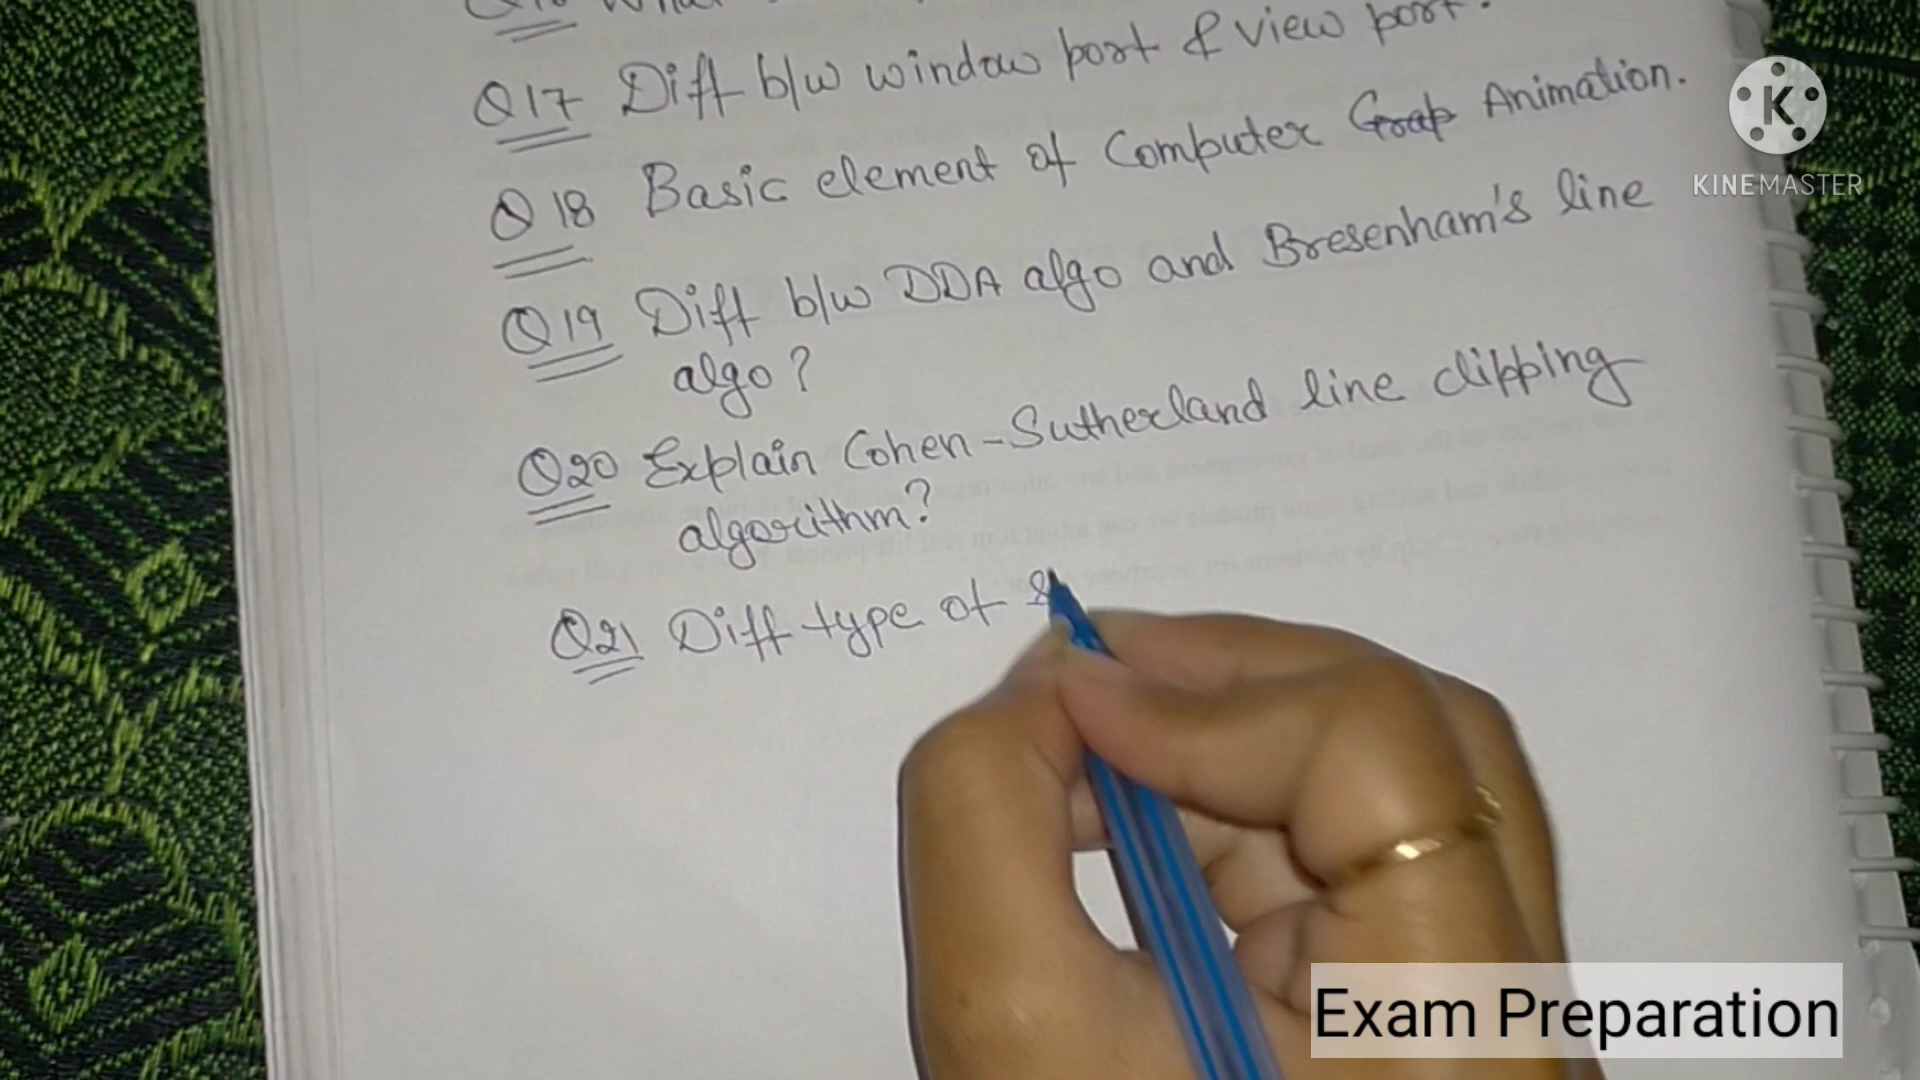 Q17 Diff b/w window port & view port.
Q18 Basic element of Computer Grap Animation.
Q19 Diff b/w DDA algo and Bresenham's line
algo?
Q20 Explain Cohen-Sutherland line clipping
algorithm?
Q21 Diff type of
K
KINEMASTER
Exam Preparation